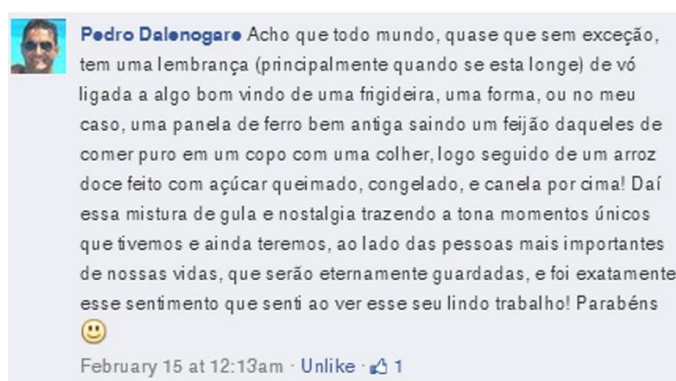 Pedro Dalenogare Acho que todo mundo, quase que sem exceção,
tem uma lembrança (principalmente quando se esta longe) de vó
ligada a algo bom vindo de uma frigideira, uma forma, ou no meu
caso, uma panela de ferro bem antiga saindo um feijão daqueles de
comer puro em um copo com uma colher, logo seguido de um arroz
doce feito com açúcar queimado, congelado, e canela por cima! Daí
essa mistura de gula e nostalgia trazendo a tona momentos únicos
que tivemos e ainda teremos, ao lado das pessoas mais importantes
de nossas vidas, que serão eternamente guardadas, e foi exatamente
esse sentimento que senti ao ver esse seu lindo trabalho! Parabéns
February 15 at 12:13am · Unlike · 1